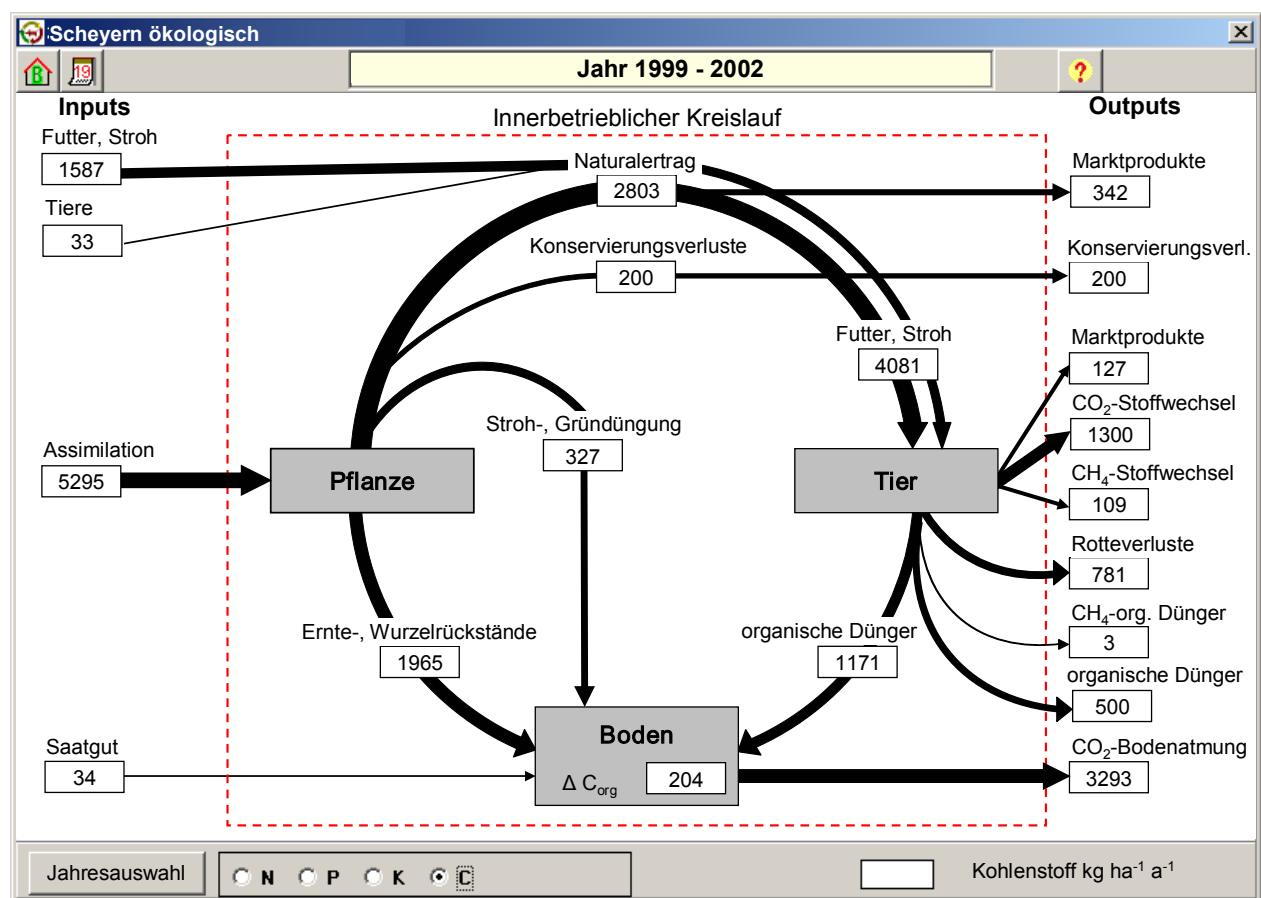 Scheyern ökologisch
B
19
Jahr 1999 - 2002
?
Inputs
Innerbetrieblicher Kreislauf
Outputs
Futter, Stroh
1587
Naturalertrag
2803
Marktprodukte
342
Tiere
33
Konservierungsverluste
200
Konservierungsverl.
200
Futter, Stroh
4081
Marktprodukte
127
CO₂-Stoffwechsel
1300
Stroh-, Gründüngung
327
Assimilation
5295
Pflanze
Tier
CH₄-Stoffwechsel
109
Rotteverluste
781
Ernte-, Wurzelrückstände
1965
organische Dünger
1171
CH₄-org. Dünger
3
organische Dünger
500
Boden
Δ Corg 204
Saatgut
34
CO₂-Bodenatmung
3293
Jahresauswahl
N P K C
Kohlenstoff kg ha⁻¹ a⁻¹